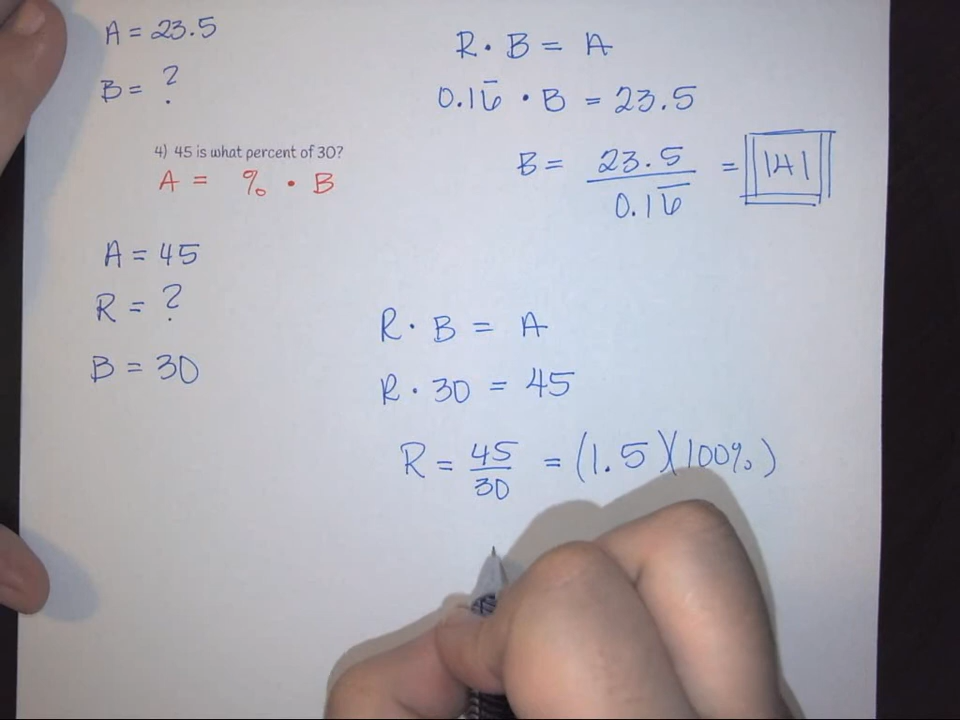 A = 23.5
B = ?
R · B = A
0.16̅ · B = 23.5
B = 23.5 / 0.16̅ = 141
4) 45 is what percent of 30?
A = % · B
A = 45
R = ?
B = 30
R · B = A
R · 30 = 45
R = 45 / 30 = (1.5)(100%)